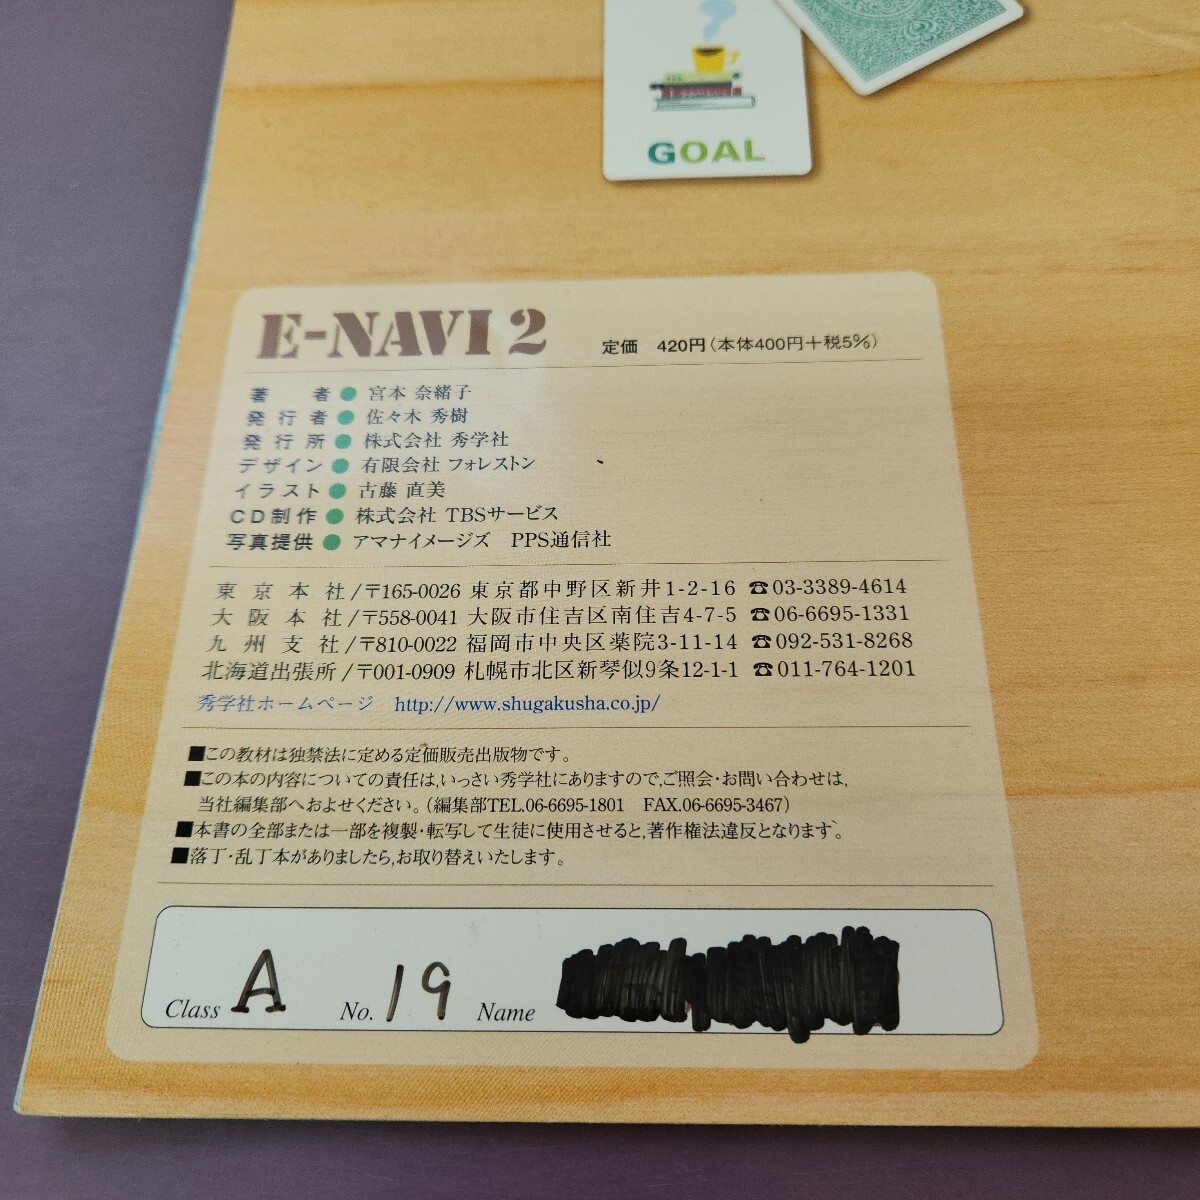 GOAL
E-NAVI 2 定価 420円(本体400円+税5%)
著者●宮本 奈緒子
発行者●佐々木 秀樹
発行所●株式会社 秀学社
デザイン●有限会社 フォレストン
イラスト●古藤 直美
CD制作●株式会社 TBSサービス
写真提供●アマナイメージズ PPS通信社
東京本社/〒165-0026 東京都中野区新井1-2-16 ☎03-3389-4614
大阪本社/〒558-0041 大阪市住吉区南住吉4-7-5 ☎06-6695-1331
九州支社/〒810-0022 福岡市中央区薬院3-11-14 ☎092-531-8268
北海道出張所/〒001-0909 札幌市北区新琴似9条12-1-1 ☎011-764-1201
秀学社ホームページ http://www.shugakusha.co.jp/
■この教材は独禁法に定める定価販売出版物です。
■この本の内容についての責任は,いっさい秀学社にありますので,ご照会・お問い合わせは,
当社編集部へおよせください。(編集部TEL.06-6695-1801 FAX.06-6695-3467)
■本書の全部または一部を複製・転写して生徒に使用させると,著作権法違反となります。
■落丁・乱丁本がありましたら,お取り替えいたします。
Class A No. 19 Name